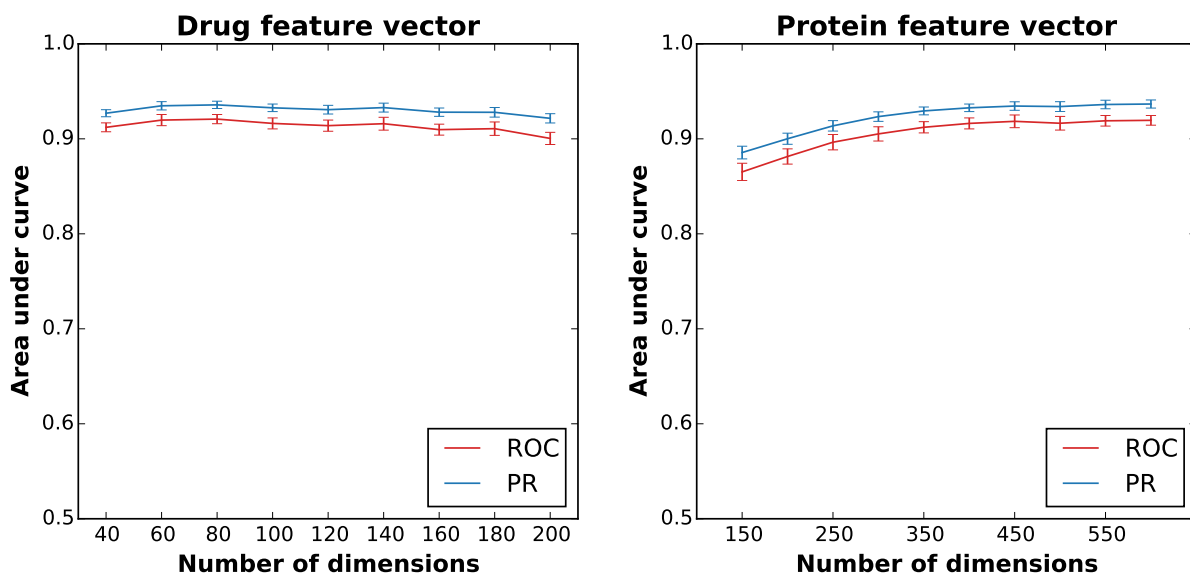 Drug feature vector
1.0
0.9
0.8
0.7
0.6
0.5
Area under curve
ROC
PR
40 60 80 100 120 140 160 180 200
Number of dimensions
Protein feature vector
1.0
0.9
0.8
0.7
0.6
0.5
Area under curve
ROC
PR
150 250 350 450 550
Number of dimensions